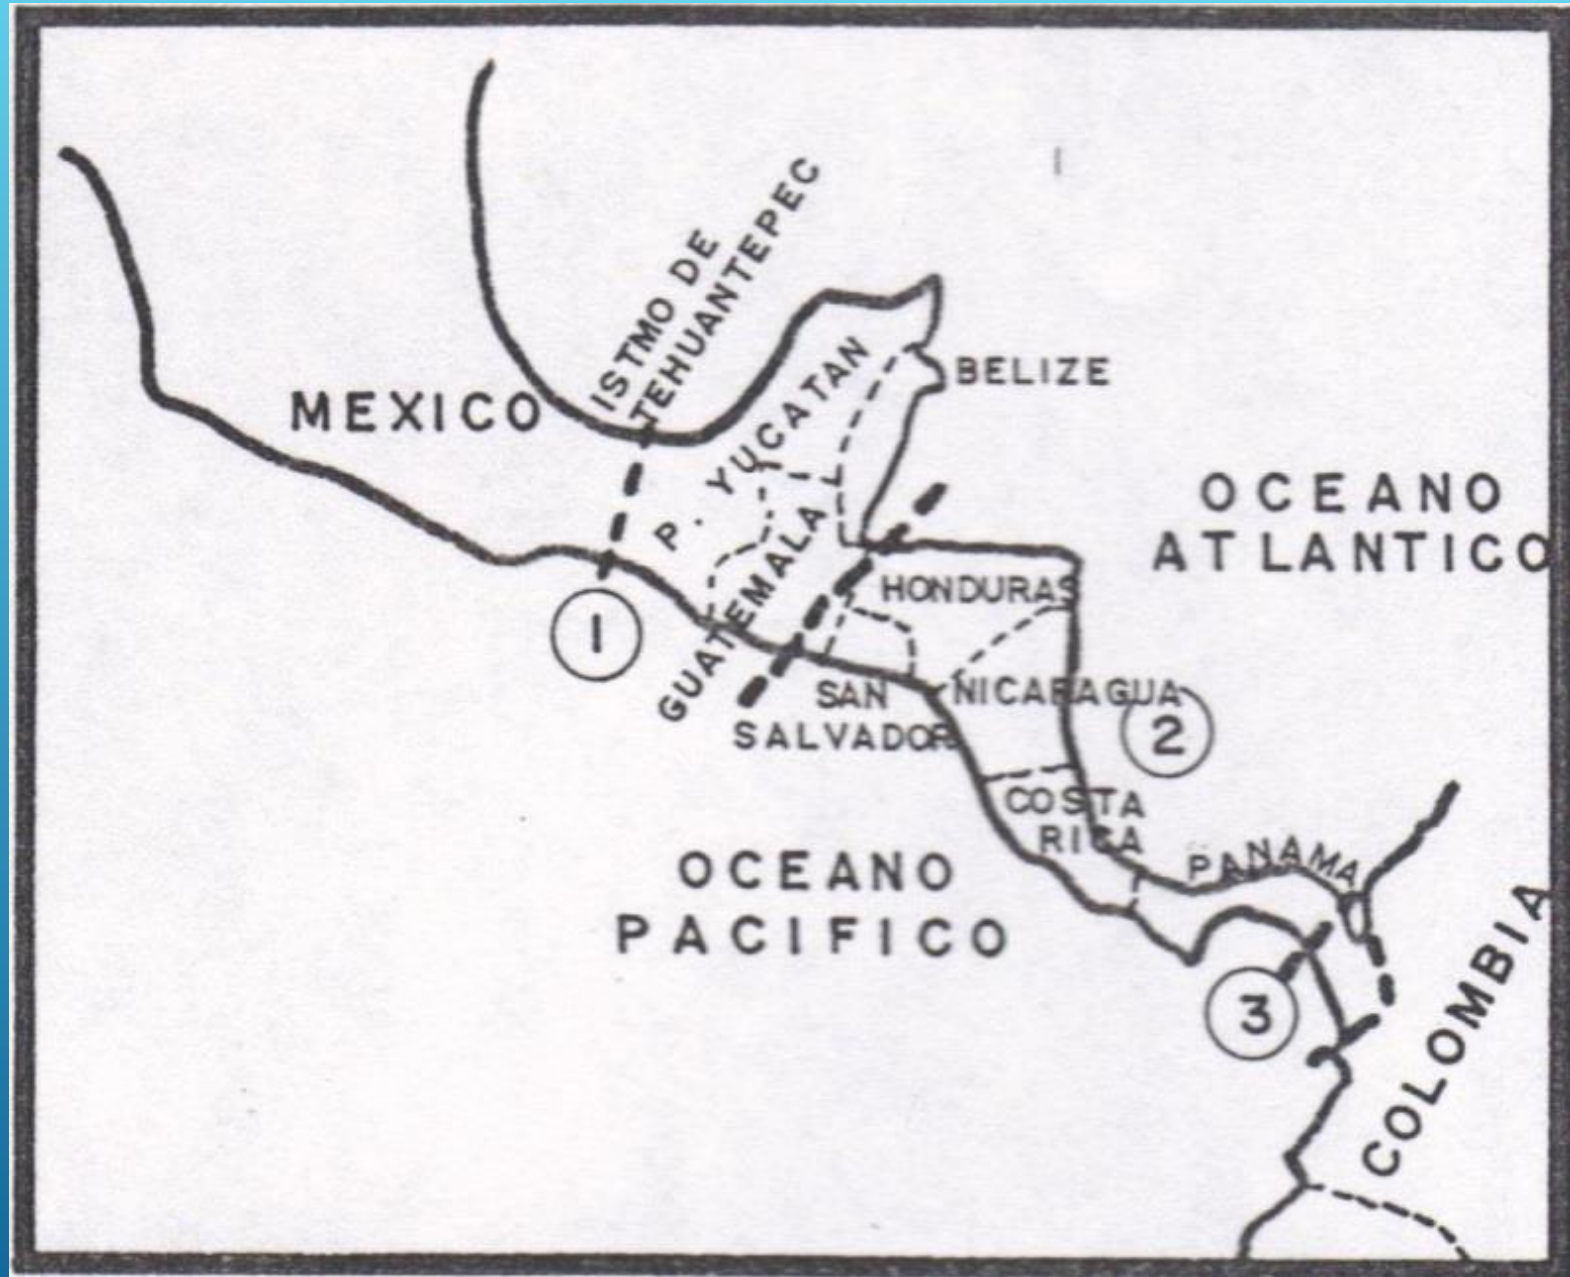 ISTMO DE
TEHUANTEPEC
MEXICO
P. YUCATAN
BELIZE
OCEANO
ATLANTICO
GUATEMALA
HONDURAS
1
SAN
SALVADOR
NICARAGUA
2
COSTA
RICA
PANAMA
OCEANO
PACIFICO
3
COLOMBIA